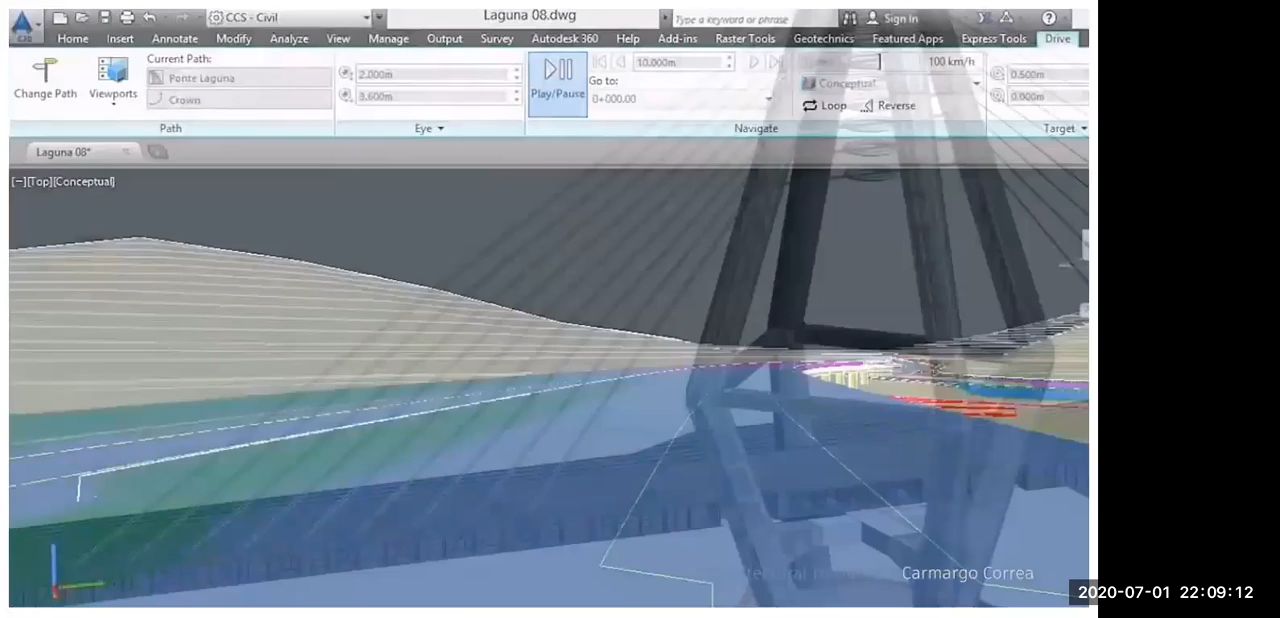 CCS - Civil
Laguna 08.dwg
Type a keyword or phrase
Sign In
Home Insert Annotate Modify Analyze View Manage Output Survey Autodesk 360 Help Add-ins Raster Tools Geotechnics Featured Apps Express Tools Drive
Change Path
Viewports
Current Path:
Ponte Laguna
Crown
Path
2.000m
3.600m
Eye
Play/Pause
10.000m
Go to:
0+000.00
100 km/h
Conceptual
Loop Reverse
Navigate
0.500m
0.000m
Target
Laguna 08*
[−][Top][Conceptual]
Carmargo Correa
2020-07-01 22:09:12